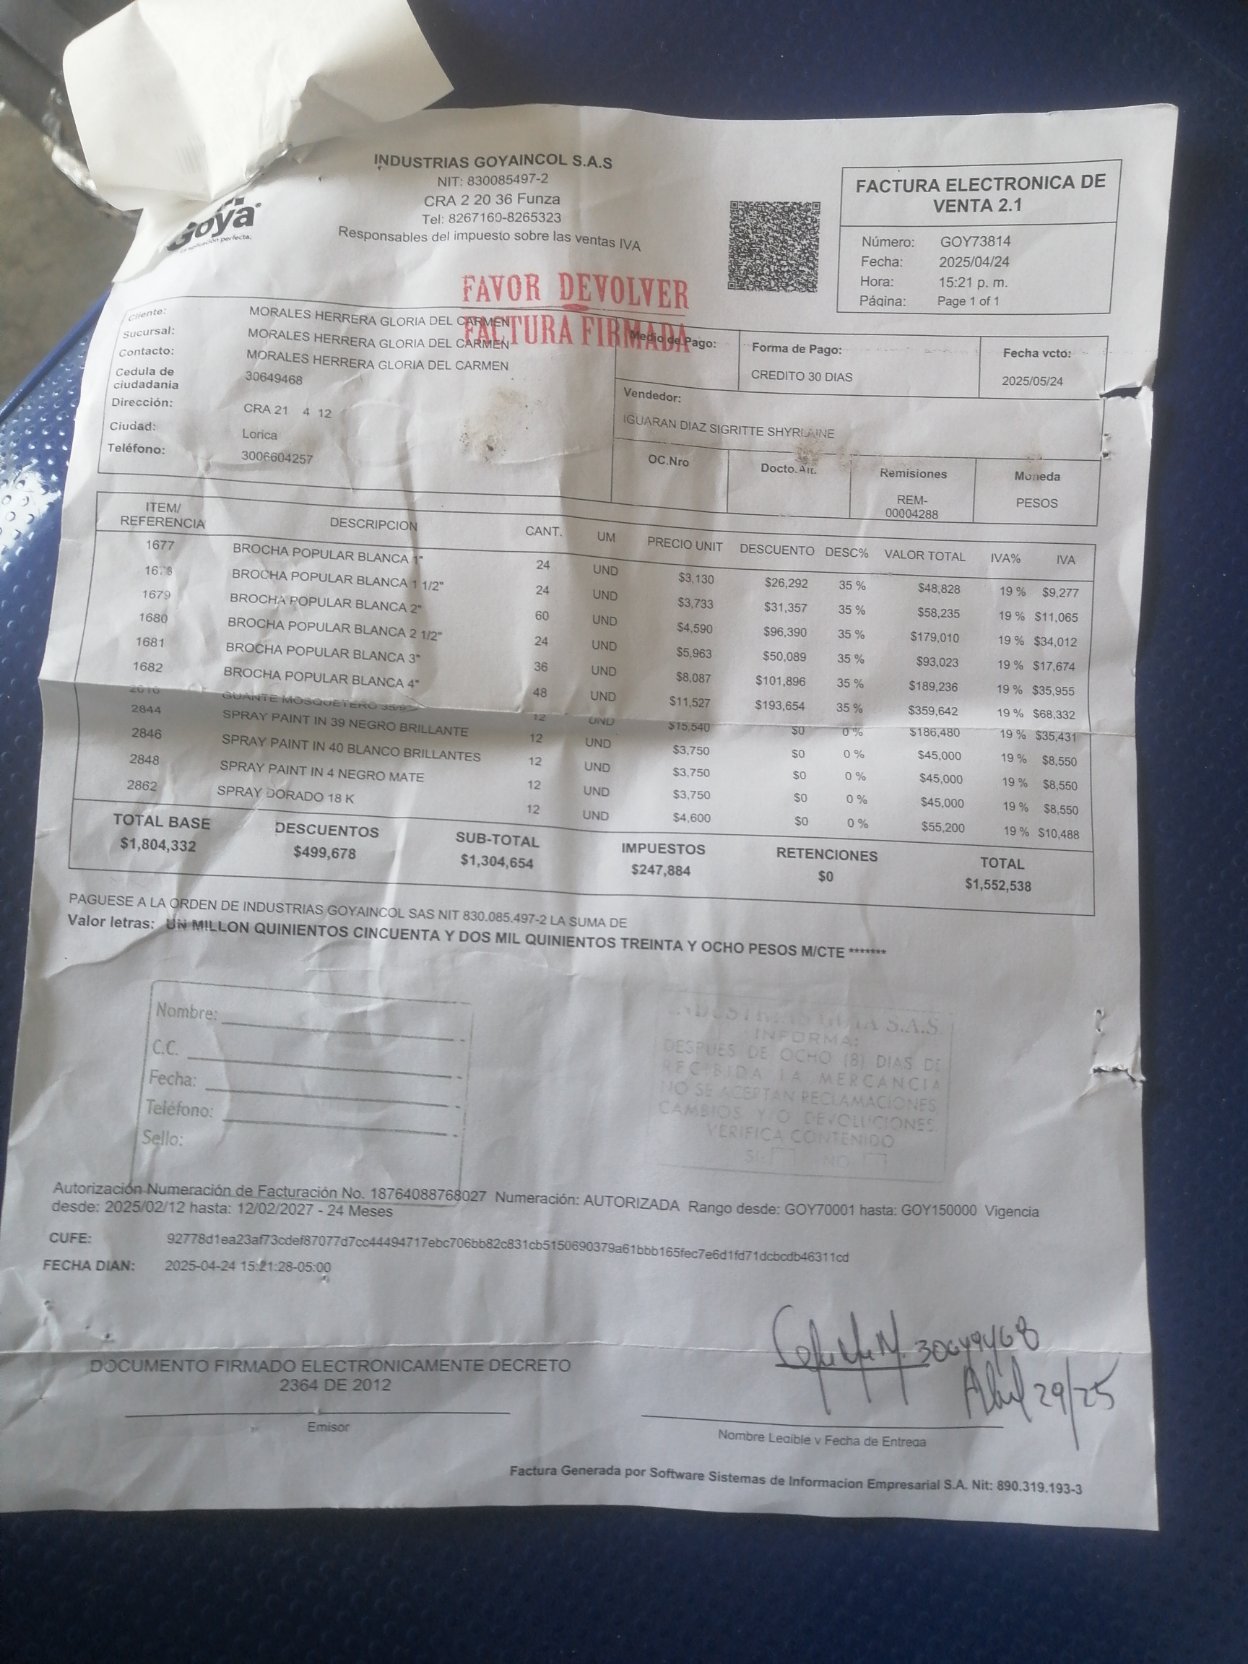 INDUSTRIAS GOYAINCOL S.A.S
NIT: 830085497-2
CRA 2 20 36 Funza
Tel: 8267160-8265323
Responsables del impuesto sobre las ventas IVA
Goya
FACTURA ELECTRONICA DE
VENTA 2.1
Número: GOY73814
Fecha: 2025/04/24
Hora: 15:21 p. m.
Página: Page 1 of 1
FAVOR DEVOLVER
FACTURA FIRMADA
Cliente: MORALES HERRERA GLORIA DEL CARMEN
Sucursal: MORALES HERRERA GLORIA DEL CARMEN
Contacto: MORALES HERRERA GLORIA DEL CARMEN
Cedula de ciudadania 30649468
Dirección: CRA 21 4 12
Ciudad: Lorica
Teléfono: 3006604257
Medio de Pago: Forma de Pago: Fecha vcto:
CREDITO 30 DIAS 2025/05/24
Vendedor:
IGUARAN DIAZ SIGRITTE SHYRLAINE
OC.Nro Docto. Alt. Remisiones Moneda
REM-00004288 PESOS
ITEM/REFERENCIA DESCRIPCION CANT. UM PRECIO UNIT DESCUENTO DESC% VALOR TOTAL IVA% IVA
1677 BROCHA POPULAR BLANCA 1" 24 UND $3,130 $26,292 35 % $48,828 19 % $9,277
1678 BROCHA POPULAR BLANCA 1 1/2" 24 UND $3,733 $31,357 35 % $58,235 19 % $11,065
1679 BROCHA POPULAR BLANCA 2" 60 UND $4,590 $96,390 35 % $179,010 19 % $34,012
1680 BROCHA POPULAR BLANCA 2 1/2" 24 UND $5,963 $50,089 35 % $93,023 19 % $17,674
1681 BROCHA POPULAR BLANCA 3" 36 UND $8,087 $101,896 35 % $189,236 19 % $35,955
1682 BROCHA POPULAR BLANCA 4" 48 UND $11,527 $193,654 35 % $359,642 19 % $68,332
GUANTE MOSQUETERO 12 UND $15,540 $0 0 % $186,480 19 % $35,431
2844 SPRAY PAINT IN 39 NEGRO BRILLANTE 12 UND $3,750 $0 0 % $45,000 19 % $8,550
2846 SPRAY PAINT IN 40 BLANCO BRILLANTES 12 UND $3,750 $0 0 % $45,000 19 % $8,550
2848 SPRAY PAINT IN 4 NEGRO MATE 12 UND $3,750 $0 0 % $45,000 19 % $8,550
2862 SPRAY DORADO 18 K 12 UND $4,600 $0 0 % $55,200 19 % $10,488
TOTAL BASE DESCUENTOS SUB-TOTAL IMPUESTOS RETENCIONES TOTAL
$1,804,332 $499,678 $1,304,654 $247,884 $0 $1,552,538
PAGUESE A LA ORDEN DE INDUSTRIAS GOYAINCOL SAS NIT 830.085.497-2 LA SUMA DE
Valor letras: UN MILLON QUINIENTOS CINCUENTA Y DOS MIL QUINIENTOS TREINTA Y OCHO PESOS M/CTE *******
Nombre:
C.C.
Fecha:
Teléfono:
Sello:
INDUSTRIAS GOYA S.A.S.
INFORMA:
DESPUES DE OCHO (8) DIAS DE
RECIBIDA LA MERCANCIA
NO SE ACEPTAN RECLAMACIONES
CAMBIOS Y/O DEVOLUCIONES.
VERIFICA CONTENIDO
SI NO
Autorización Numeración de Facturación No. 18764088768027 Numeración: AUTORIZADA Rango desde: GOY70001 hasta: GOY150000 Vigencia
desde: 2025/02/12 hasta: 12/02/2027 - 24 Meses
CUFE: 92778d1ea23af73cdef87077d7cc44494717ebc706bb82c831cb5150690379a61bbb165fec7e6d1fd71dcbcdb46311cd
FECHA DIAN: 2025-04-24 15:21:28-05:00
30649468
Abril 29/25
DOCUMENTO FIRMADO ELECTRONICAMENTE DECRETO
2364 DE 2012
Emisor
Nombre Legible y Fecha de Entrega
Factura Generada por Software Sistemas de Informacion Empresarial S.A. Nit: 890.319.193-3